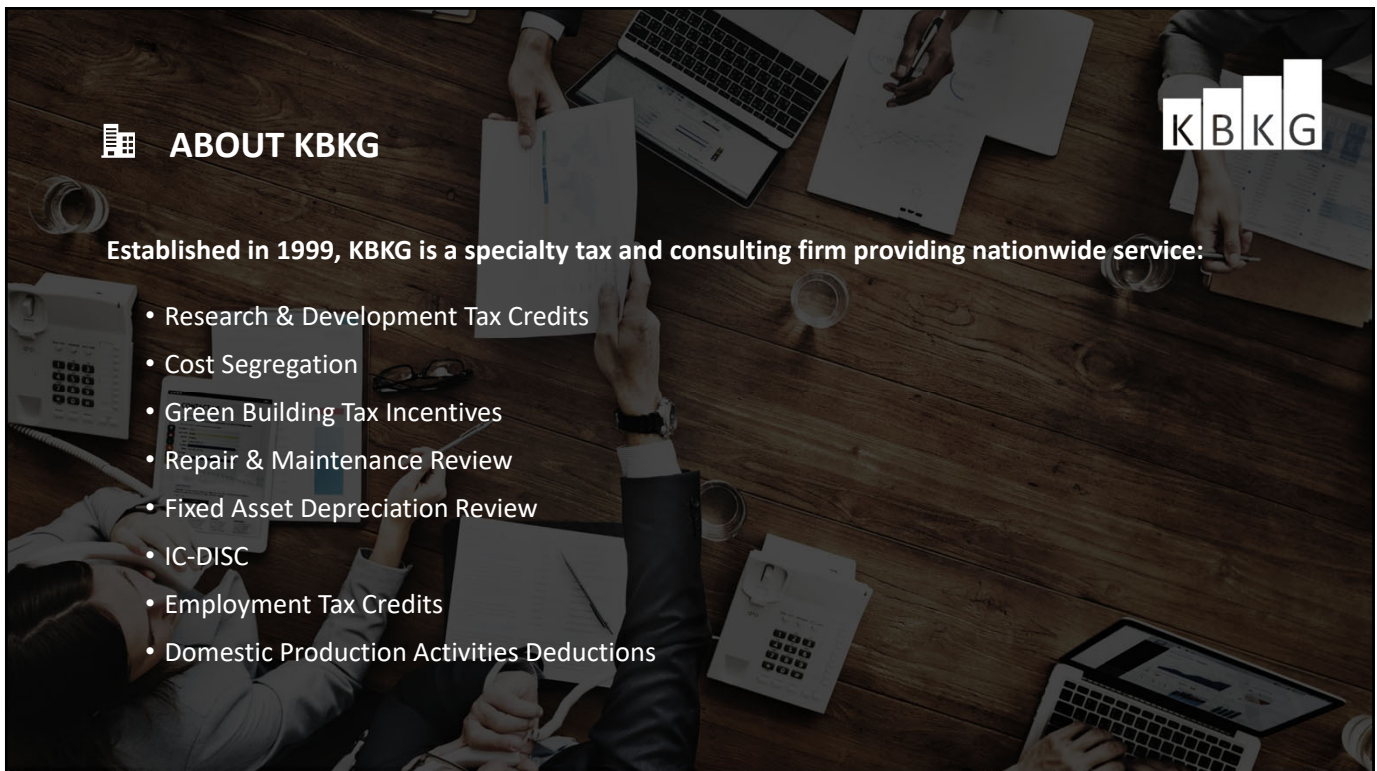 KBKG
ABOUT KBKG
Established in 1999, KBKG is a specialty tax and consulting firm providing nationwide service:
• Research & Development Tax Credits
• Cost Segregation
• Green Building Tax Incentives
• Repair & Maintenance Review
• Fixed Asset Depreciation Review
• IC-DISC
• Employment Tax Credits
• Domestic Production Activities Deductions